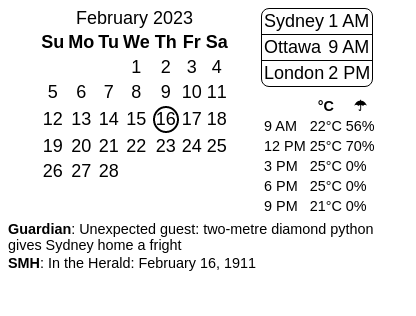 February 2023
Su Mo Tu We Th Fr Sa
1 2 3 4
5 6 7 8 9 10 11
12 13 14 15 16 17 18
19 20 21 22 23 24 25
26 27 28
Sydney 1 AM
Ottawa 9 AM
London 2 PM
°C ☂
9 AM 22°C 56%
12 PM 25°C 70%
3 PM 25°C 0%
6 PM 25°C 0%
9 PM 21°C 0%
Guardian: Unexpected guest: two-metre diamond python
gives Sydney home a fright
SMH: In the Herald: February 16, 1911